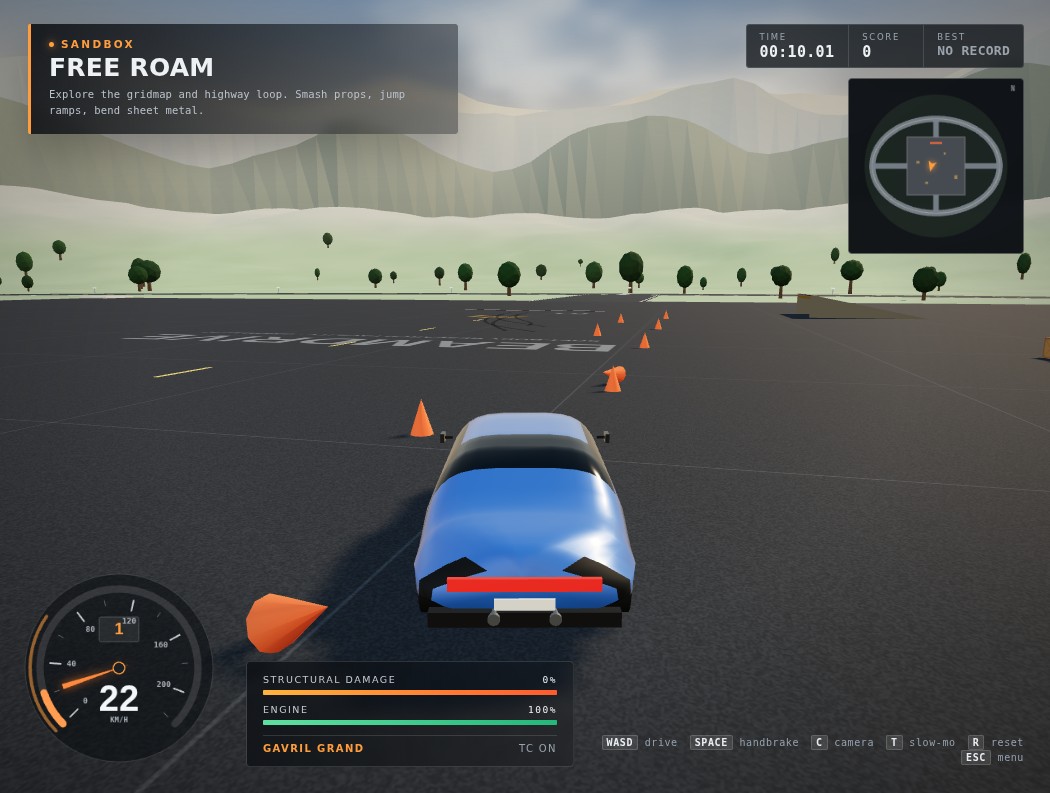 SANDBOX
FREE ROAM
Explore the gridmap and highway loop. Smash props, jump
ramps, bend sheet metal.
TIME
00:10.01
SCORE
0
BEST
NO RECORD
N
BEAMDRIVE
0
40
80
120
160
200
1
22
KM/H
STRUCTURAL DAMAGE 0%
ENGINE 100%
GAVRIL GRAND TC ON
WASD drive SPACE handbrake C camera T slow-mo R reset
ESC menu